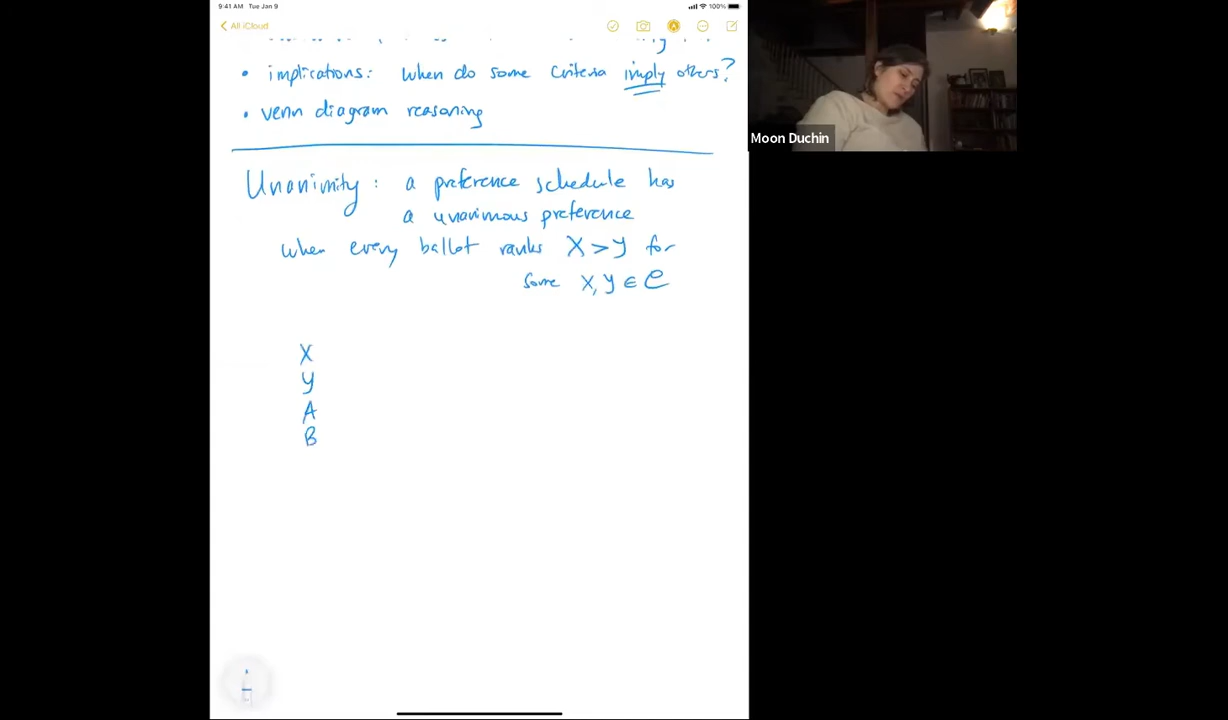 9:41 AM Tue Jan 9
100%
All iCloud
• implications: when do some criteria imply others?
• venn diagram reasoning
Unanimity: a preference schedule has
a unanimous preference
when every ballot ranks X > Y for
some X, Y ∈ C
X
Y
A
B
Moon Duchin